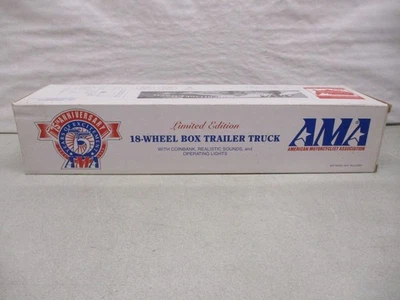 ANNIVERSARY
AMA
Limited Edition
18-WHEEL BOX TRAILER TRUCK
WITH COINBANK, REALISTIC SOUNDS, and
OPERATING LIGHTS
AMA
AMERICAN MOTORCYCLIST ASSOCIATION